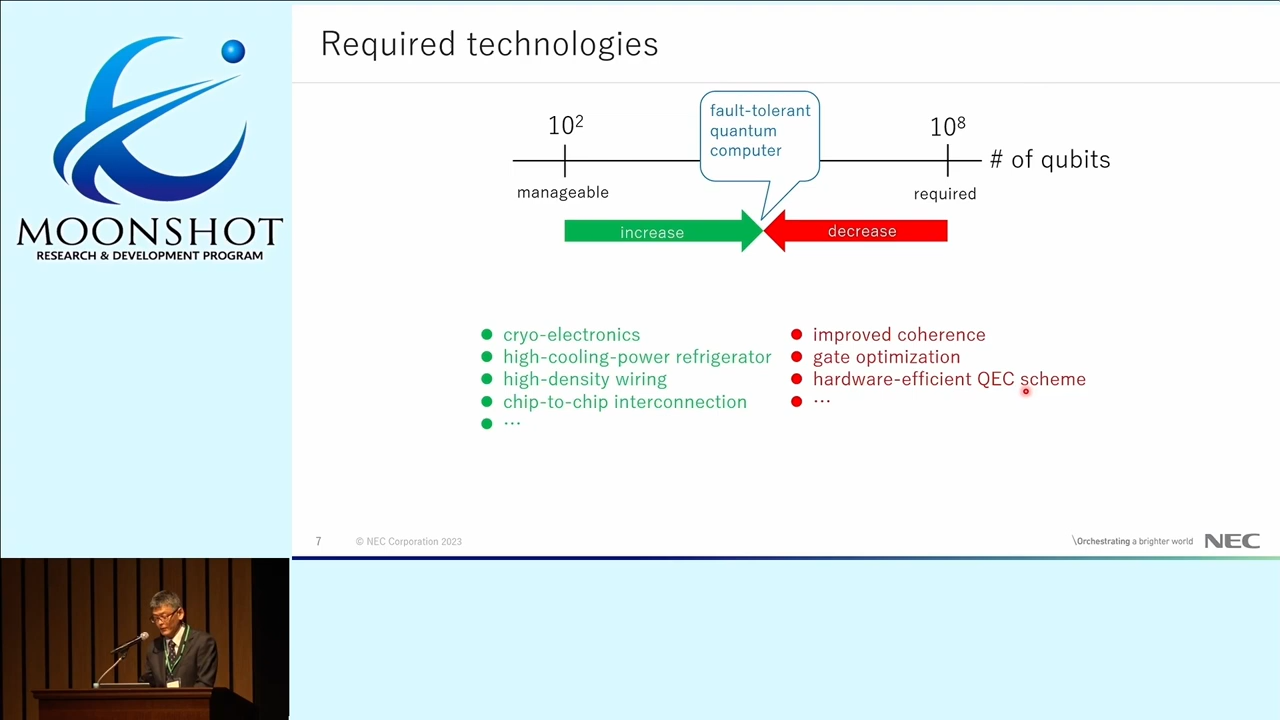 MOONSHOT
RESEARCH & DEVELOPMENT PROGRAM
Required technologies
10²
fault-tolerant
quantum
computer
10⁸
# of qubits
manageable
required
increase
decrease
cryo-electronics
high-cooling-power refrigerator
high-density wiring
chip-to-chip interconnection
…
improved coherence
gate optimization
hardware-efficient QEC scheme
…
7
© NEC Corporation 2023
\Orchestrating a brighter world
NEC